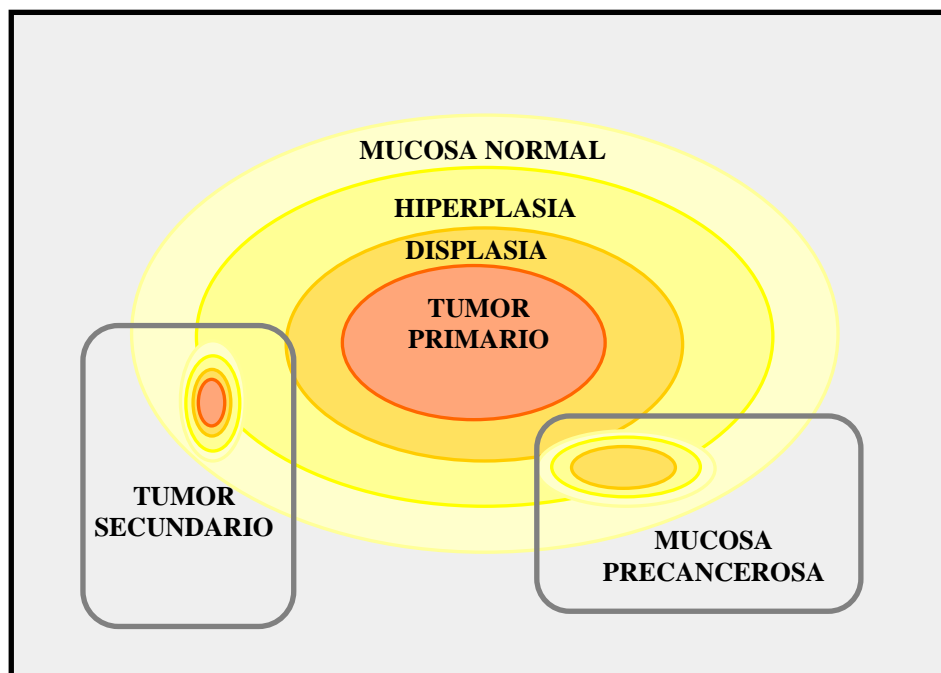 MUCOSA NORMAL
HIPERPLASIA
DISPLASIA
TUMOR
PRIMARIO
TUMOR
SECUNDARIO
MUCOSA
PRECANCEROSA